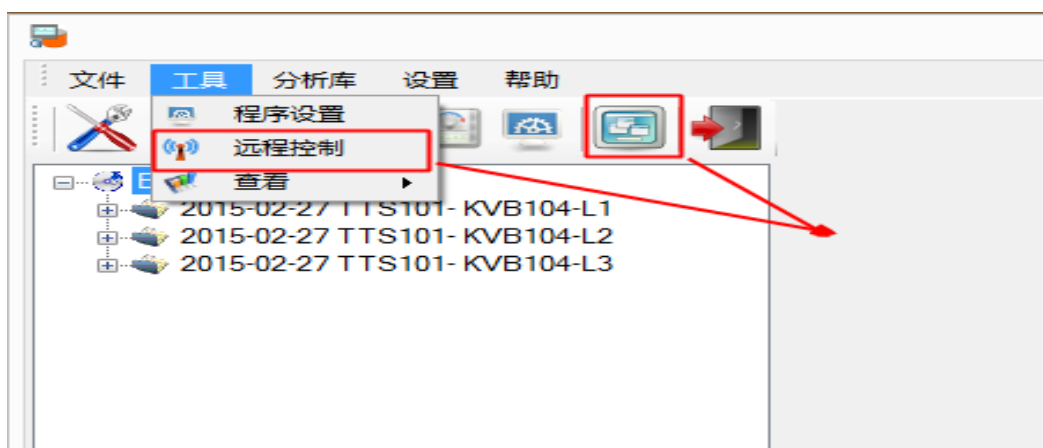 文件 工具 分析库 设置 帮助
程序设置
远程控制
查看
2015-02-27 TTS101- KVB104-L1
2015-02-27 TTS101- KVB104-L2
2015-02-27 TTS101- KVB104-L3